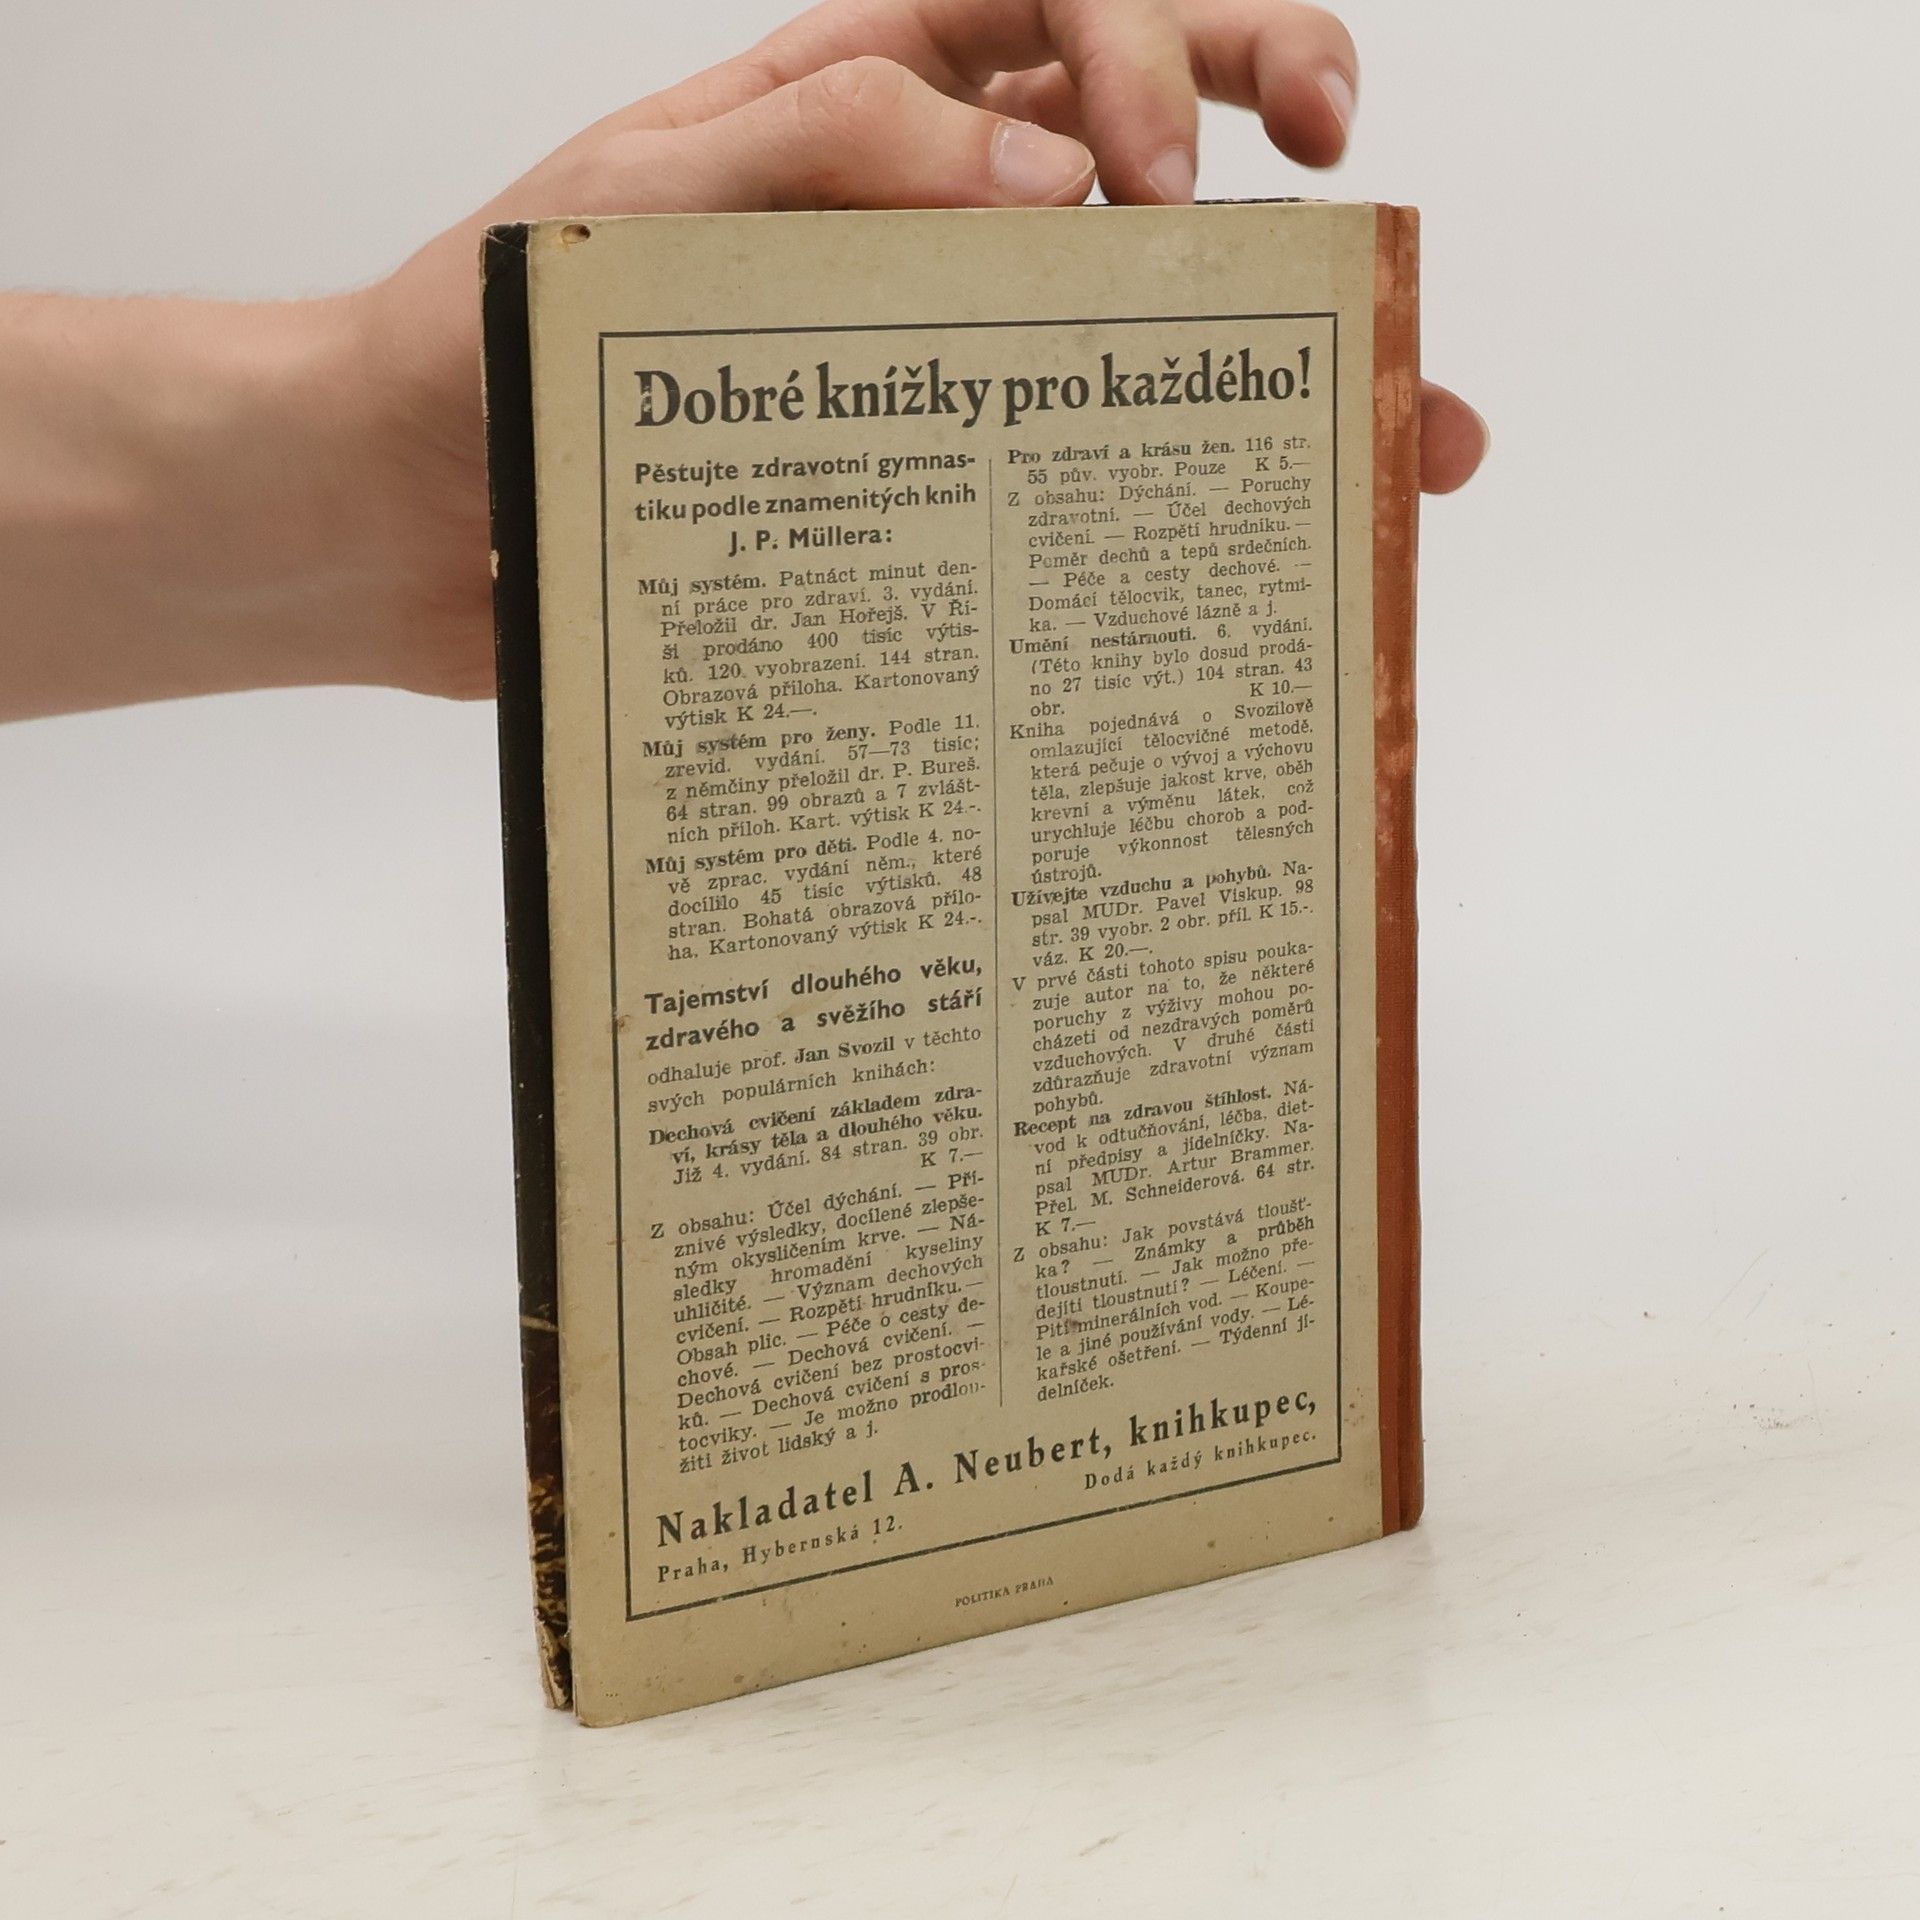 Dobré knížky pro každého!
Pěstujte zdravotní gymnas-
tiku podle znamenitých knih
J. P. Müllera:
Můj systém. Patnáct minut den-
ní práce pro zdraví. 3. vydání.
Přeložil dr. Jan Hořejš. V Ří-
ši prodáno 400 tisíc výtis-
ků. 120 vyobrazení. 144 stran.
Obrazová příloha. Kartonovaný
výtisk K 24.—.
Můj systém pro ženy. Podle 11.
zrevid. vydání. 57—73 tisíc;
z němčiny přeložil dr. P. Bureš.
64 stran. 99 obrazů a 7 zvlášt-
ních příloh. Kart. výtisk K 24.-.
Můj systém pro děti. Podle 4. no-
vě zprac. vydání něm., které
docílilo 45 tisíc výtisků. 48
stran. Bohatá obrazová přílo-
ha. Kartonovaný výtisk K 24.-.
Tajemství dlouhého věku,
zdravého a svěžího stáří
odhaluje prof. Jan Svozil v těchto
svých populárních knihách:
Dechová cvičení základem zdra-
ví, krásy těla a dlouhého věku.
Již 4. vydání. 84 stran. 39 obr.
K 7.—
Z obsahu: Účel dýchání. — Pří-
znivé výsledky, docílené zlepše-
ným okysličením krve. — Ná-
sledky hromadění kyseliny
uhličité. — Význam dechových
cvičení. — Rozpětí hrudníku. —
Obsah plic. — Péče o cesty de-
chové. — Dechová cvičení. —
Dechová cvičení bez prostocvi-
ků. — Dechová cvičení s pros-
tocviky. — Je možno prodlou-
žiti život lidský a j.
Pro zdraví a krásu žen. 116 str.
55 pův. vyobr. Pouze K 5.—
Z obsahu: Dýchání. — Poruchy
zdravotní. — Účel dechových
cvičení. — Rozpětí hrudníku. —
Poměr dechů a tepů srdečních.
— Péče a cesty dechové. —
Domácí tělocvik, tanec, rytmi-
ka. — Vzduchové lázně a j.
Umění nestárnouti. 6. vydání.
(Této knihy bylo dosud prodá-
no 27 tisíc výt.) 104 stran. 43
obr. K 10.—
Kniha pojednává o Svozilově
omlazující tělocvičné metodě,
která pečuje o vývoj a výchovu
těla, zlepšuje jakost krve, oběh
krevní a výměnu látek, což
urychluje léčbu chorob a pod-
poruje výkonnost tělesných
ústrojů.
Užívejte vzduchu a pohybů. Na-
psal MUDr. Pavel Viskup. 98
str. 39 vyobr. 2 obr. příl. K 15.-.
váz. K 20.—.
V prvé části tohoto spisu pouka-
zuje autor na to, že některé
poruchy z výživy mohou po-
cházeti od nezdravých poměrů
vzduchových. V druhé části
zdůrazňuje zdravotní význam
pohybů.
Recept na zdravou štíhlost. Ná-
vod k odtučňování, léčba, diet-
ní předpisy a jídelníčky. Na-
psal MUDr. Artur Brammer.
Přel. M. Schneiderová. 64 str.
K 7.—
Z obsahu: Jak povstává tloušť-
ka? — Známky a průběh
tloustnutí. — Jak možno pře-
dejíti tloustnutí? — Léčení. —
Pití minerálních vod. — Koupe-
le a jiné používání vody. — Lé-
kařské ošetření. — Týdenní jí-
delníček.
Nakladatel A. Neubert, knihkupec,
Praha, Hybernská 12. Dodá každý knihkupec.
POLITIKA PRAHA